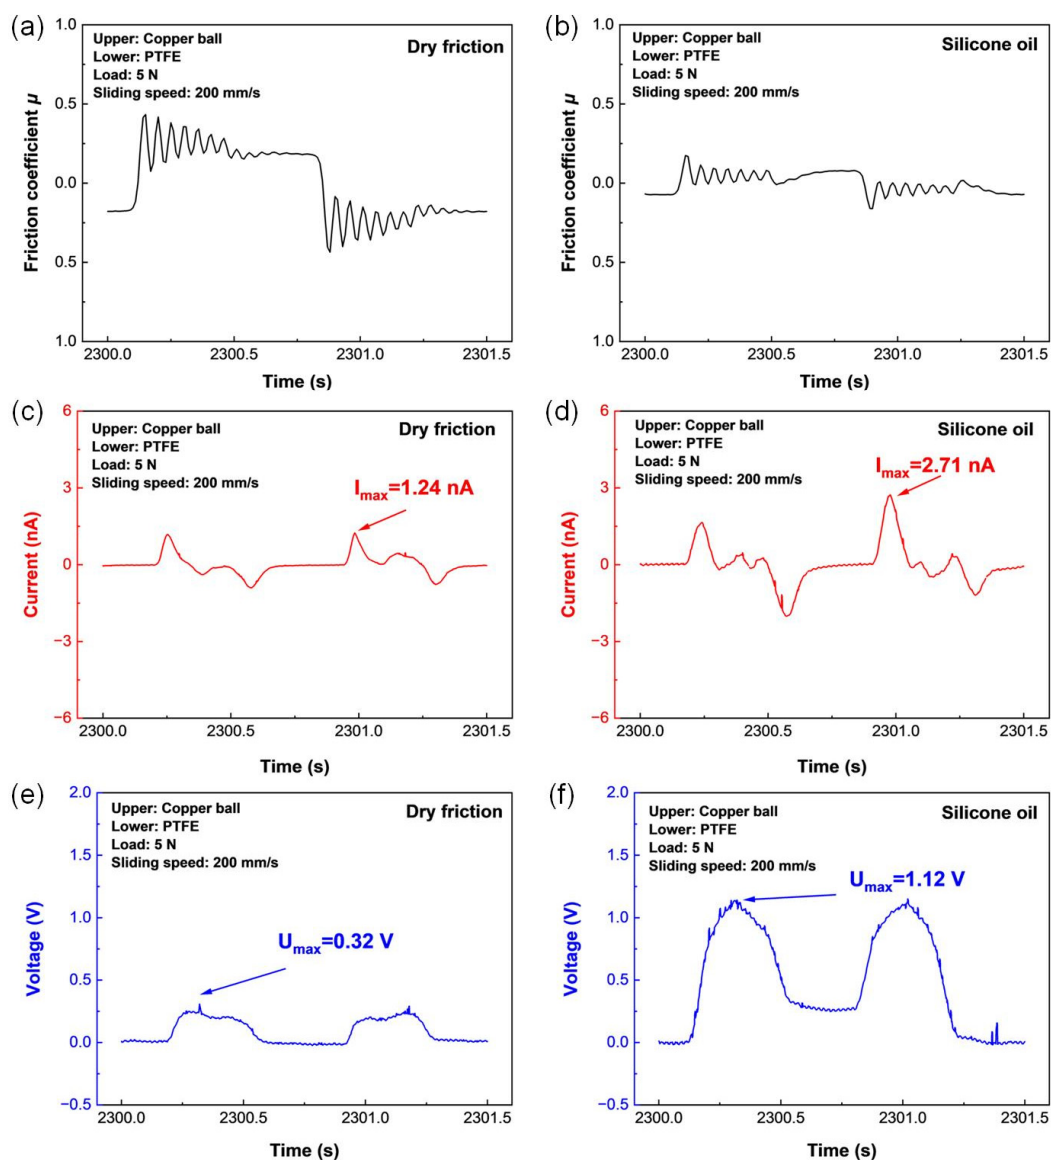 (a)
1.0
Upper: Copper ball
Lower: PTFE
Load: 5 N
Sliding speed: 200 mm/s
Dry friction
0.5
0.0
0.5
1.0
Friction coefficient μ
2300.0 2300.5 2301.0 2301.5
Time (s)
(b)
1.0
Upper: Copper ball
Lower: PTFE
Load: 5 N
Sliding speed: 200 mm/s
Silicone oil
0.5
0.0
0.5
1.0
Friction coefficient μ
2300.0 2300.5 2301.0 2301.5
Time (s)
(c)
6
Upper: Copper ball
Lower: PTFE
Load: 5 N
Sliding speed: 200 mm/s
Dry friction
Imax=1.24 nA
3
0
−3
−6
Current (nA)
2300.0 2300.5 2301.0 2301.5
Time (s)
(d)
6
Upper: Copper ball
Lower: PTFE
Load: 5 N
Sliding speed: 200 mm/s
Silicone oil
Imax=2.71 nA
3
0
−3
−6
Current (nA)
2300.0 2300.5 2301.0 2301.5
Time (s)
(e)
2.0
Upper: Copper ball
Lower: PTFE
Load: 5 N
Sliding speed: 200 mm/s
Dry friction
1.5
1.0
Umax=0.32 V
0.5
0.0
−0.5
Voltage (V)
2300.0 2300.5 2301.0 2301.5
Time (s)
(f)
2.0
Upper: Copper ball
Lower: PTFE
Load: 5 N
Sliding speed: 200 mm/s
Silicone oil
1.5
Umax=1.12 V
1.0
0.5
0.0
−0.5
Voltage (V)
2300.0 2300.5 2301.0 2301.5
Time (s)